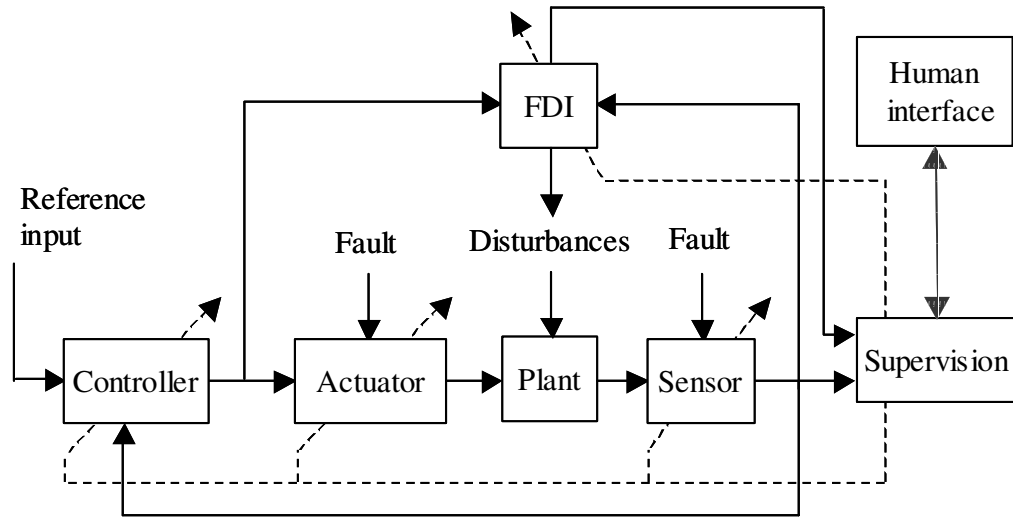 Human
interface
FDI
Reference
input
Fault
Disturbances
Fault
Controller
Actuator
Plant
Sensor
Supervision